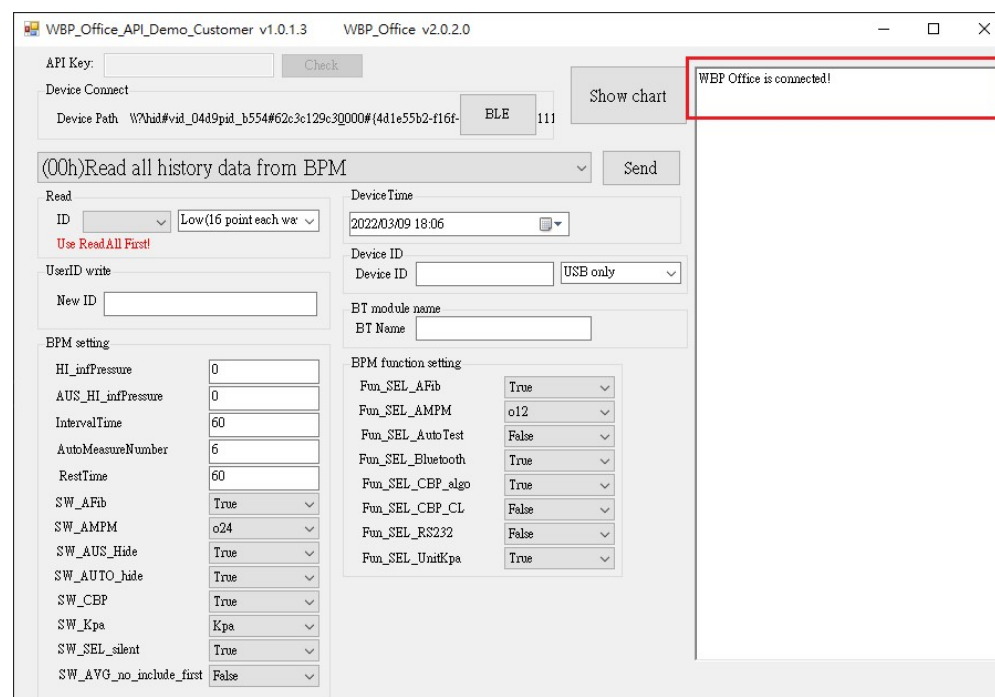 WBP_Office_API_Demo_Customer v1.0.1.3 WBP_Office v2.0.2.0
API Key: Check
Device Connect
Device Path \\?\hid#vid_04d9pid_b554#62c3c129c30000#{4d1e55b2-f16f- BLE 111
Show chart
WBP Office is connected!
(00h)Read all history data from BPM Send
Read
ID Low(16 point each wa
Use ReadAll First!
UserID write
New ID
BPM setting
HI_infPressure 0
AUS_HI_infPressure 0
IntervalTime 60
AutoMeasureNumber 6
RestTime 60
SW_AFib True
SW_AMPM o24
SW_AUS_Hide True
SW_AUTO_hide True
SW_CBP True
SW_Kpa Kpa
SW_SEL_silent True
SW_AVG_no_include_first False
DeviceTime
2022/03/09 18:06
Device ID
Device ID USB only
BT module name
BT Name
BPM function setting
Fun_SEL_AFib True
Fun_SEL_AMPM o12
Fun_SEL_AutoTest False
Fun_SEL_Bluetooth True
Fun_SEL_CBP_algo True
Fun_SEL_CBP_CL False
Fun_SEL_RS232 False
Fun_SEL_UnitKpa True